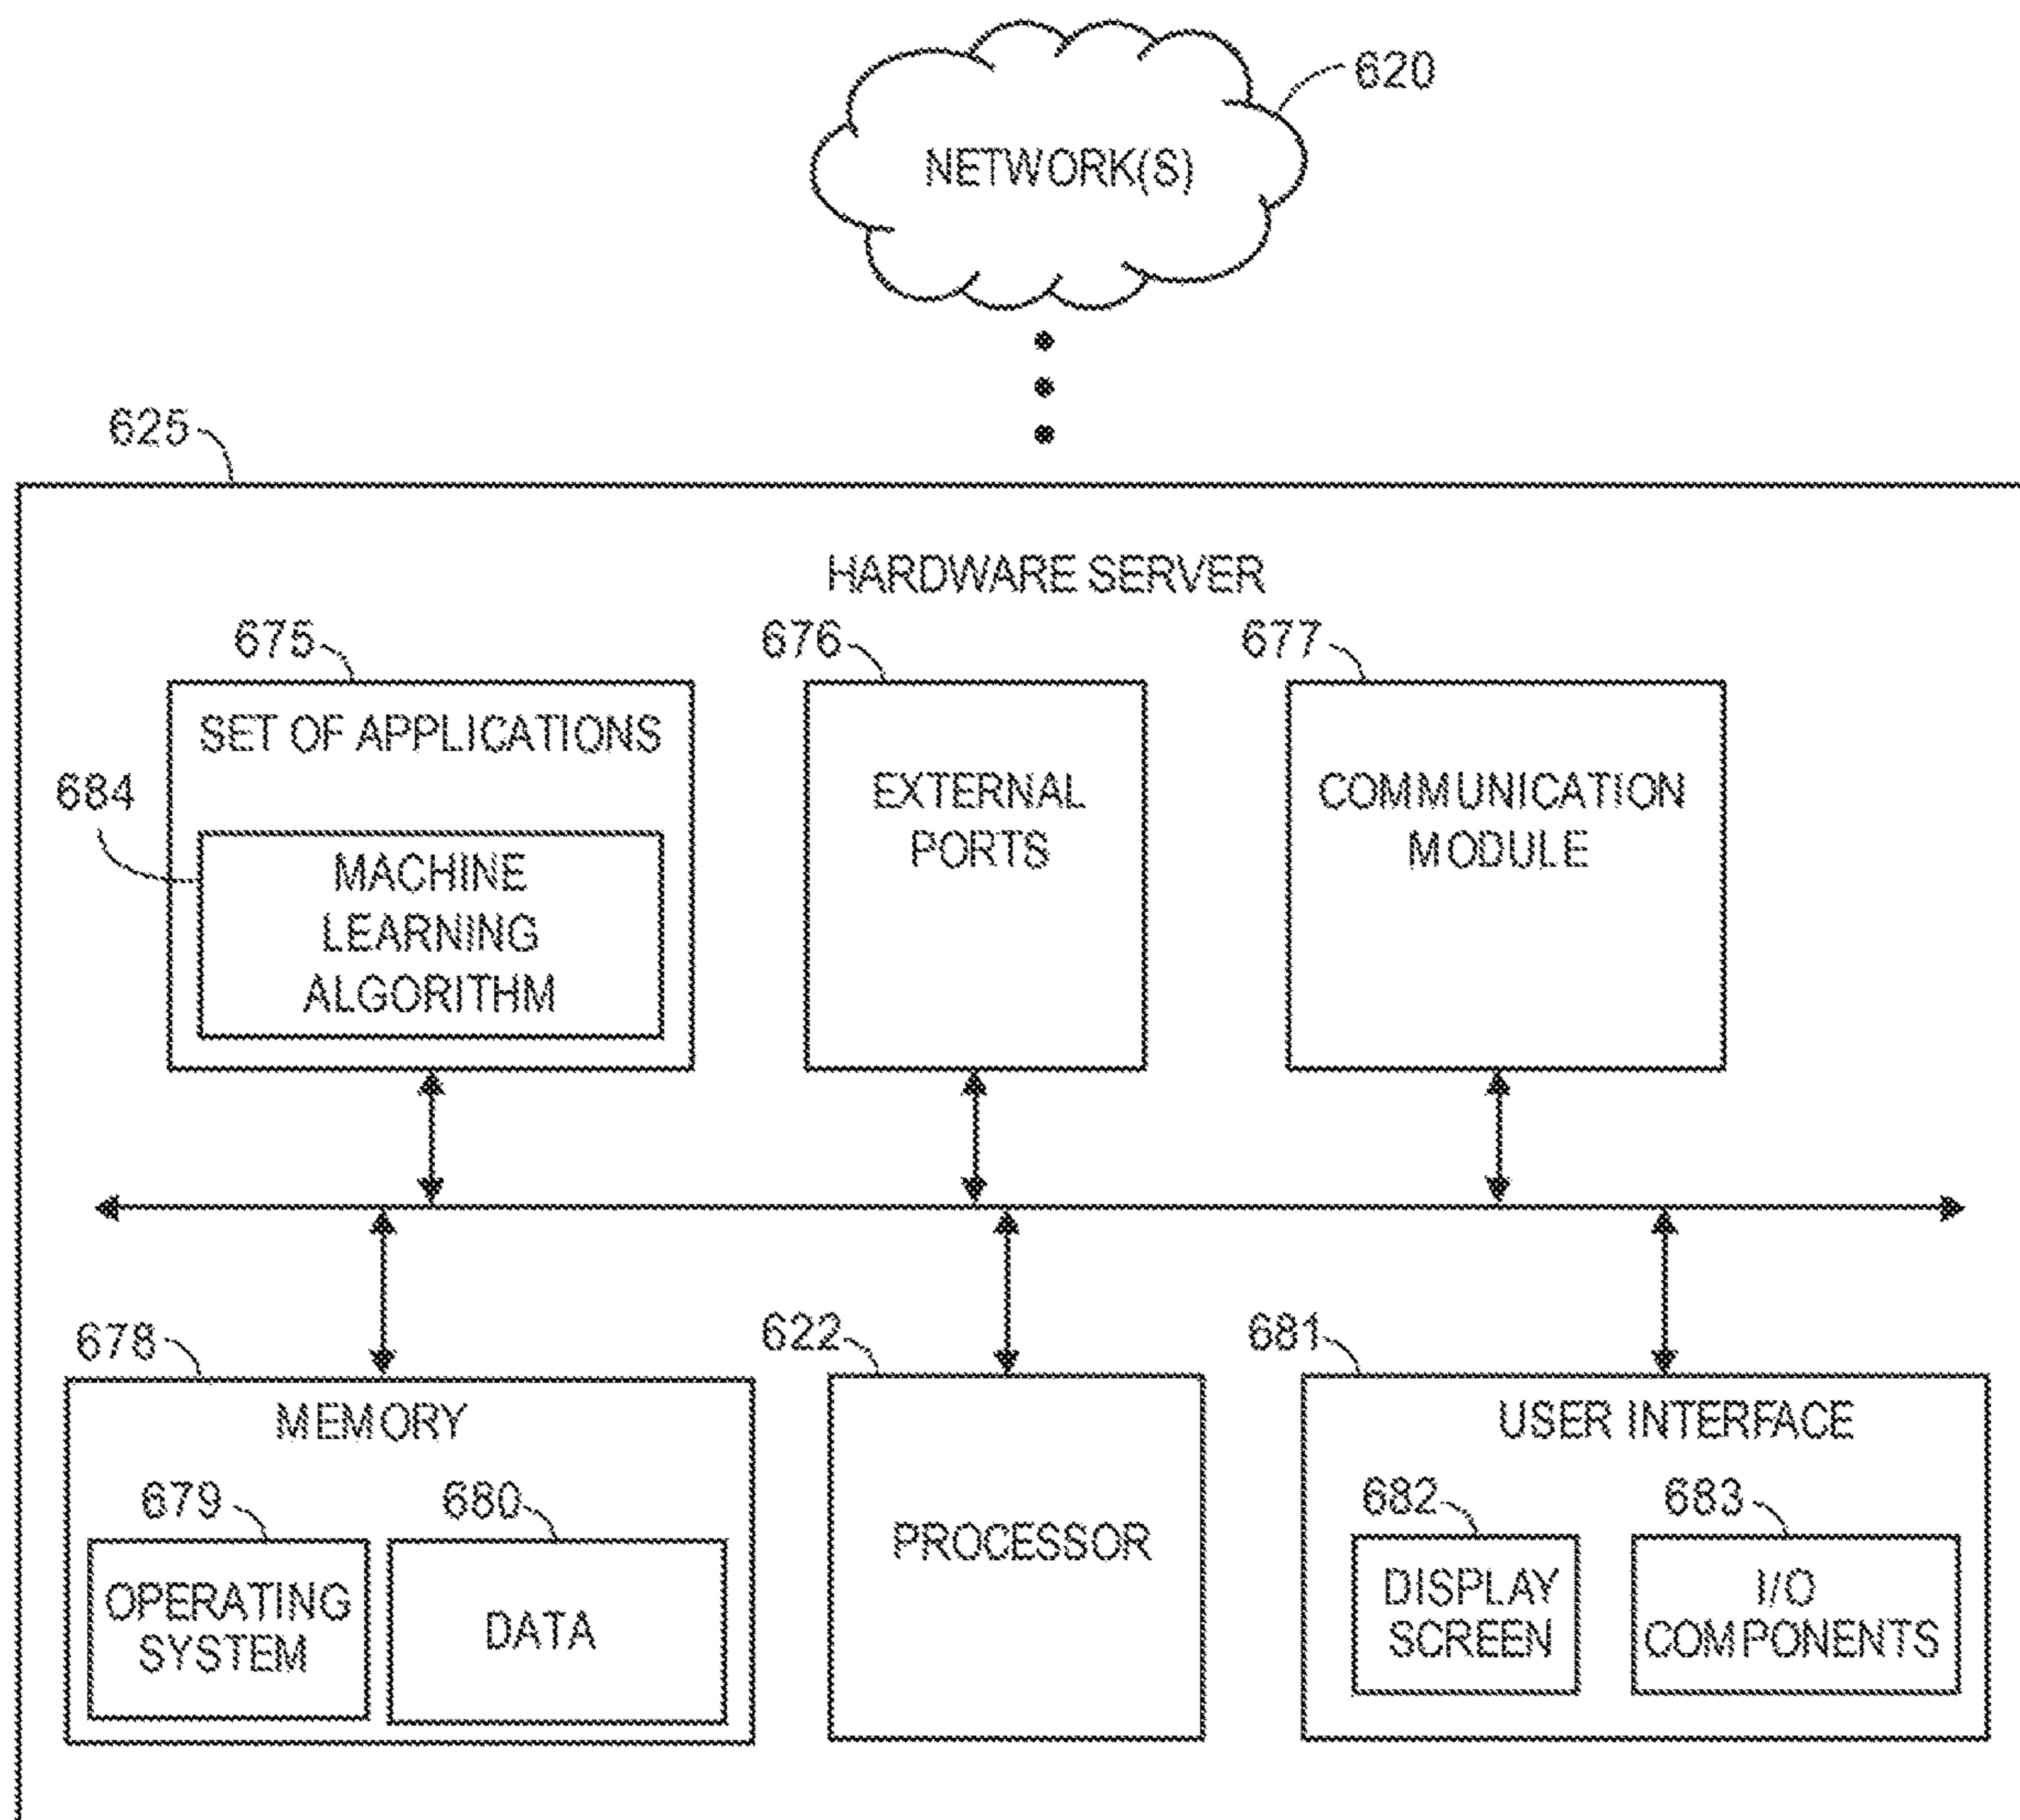 620
NETWORK(S)
625
HARDWARE SERVER
675
676
677
SET OF APPLICATIONS
684
MACHINE
LEARNING
ALGORITHM
EXTERNAL
PORTS
COMMUNICATION
MODULE
678
622
681
MEMORY
679
680
OPERATING
SYSTEM
DATA
PROCESSOR
USER INTERFACE
682
683
DISPLAY
SCREEN
I/O
COMPONENTS